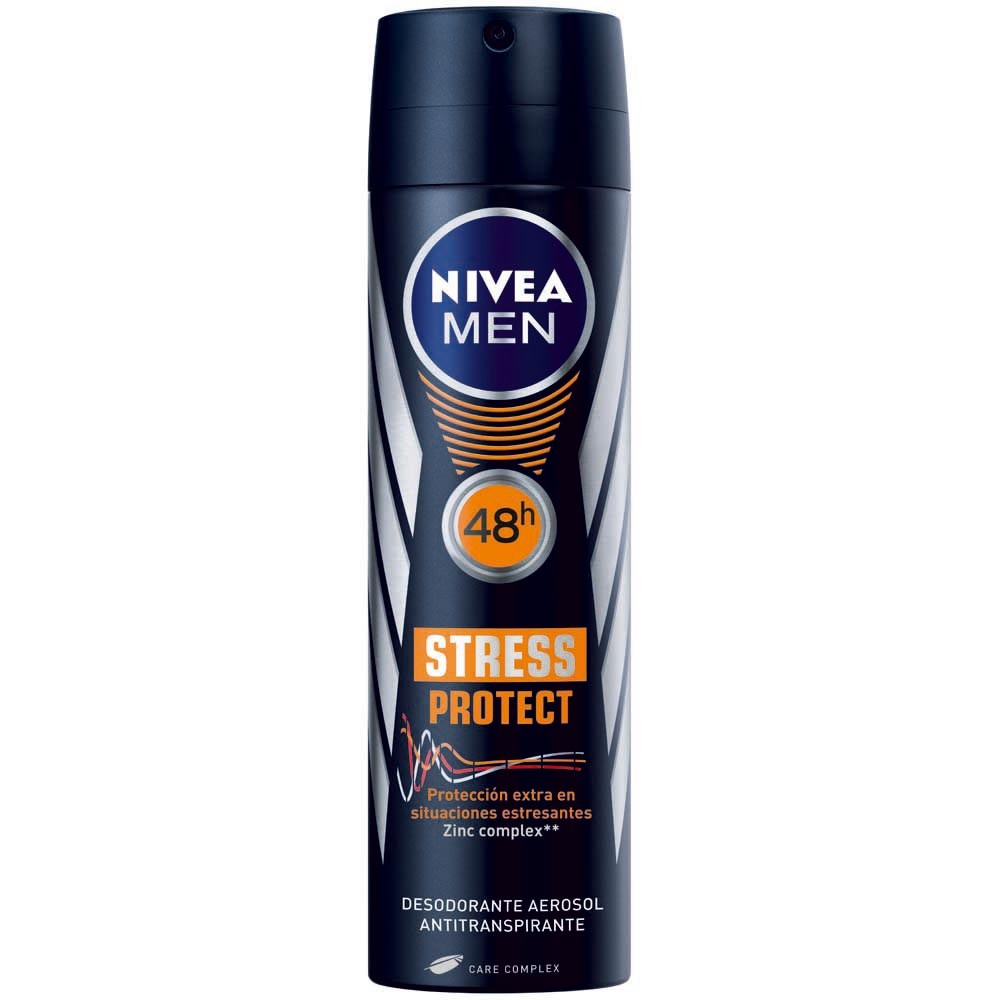 NIVEA
MEN
48h
STRESS
PROTECT
Protección extra en
situaciones estresantes
Zinc complex**
DESODORANTE AEROSOL
ANTITRANSPIRANTE
CARE COMPLEX